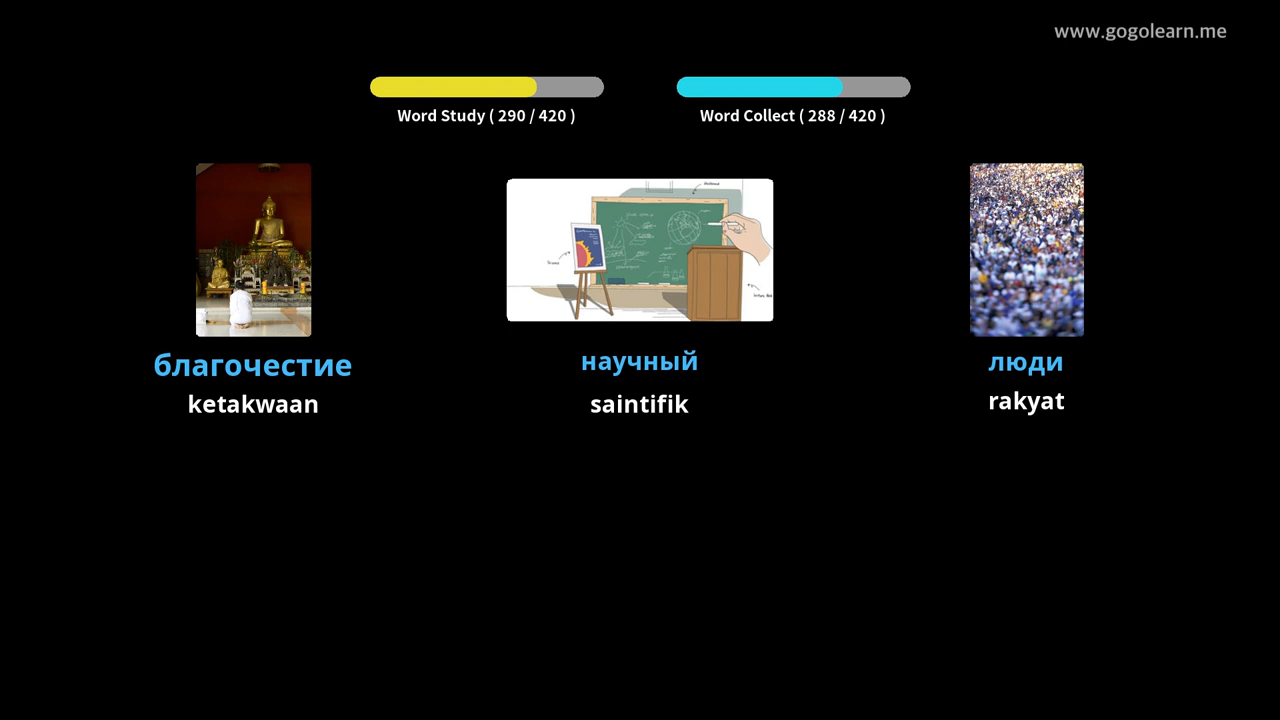 www.gogolearn.me
Word Study ( 290 / 420 )
Word Collect ( 288 / 420 )
благочестие
ketakwaan
научный
saintifik
люди
rakyat